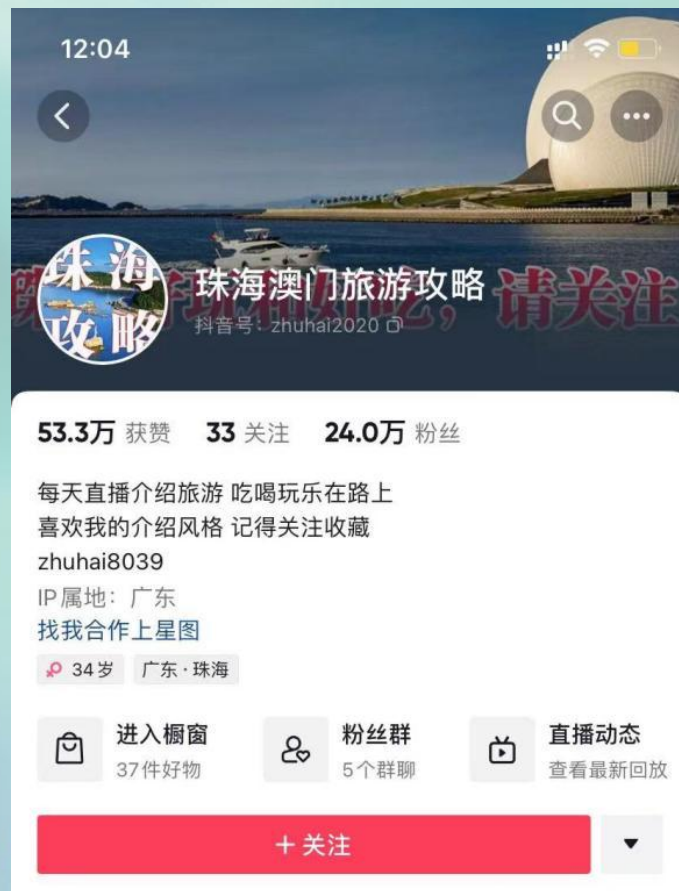 12:04
珠海
攻略
珠海澳门旅游攻略
请关注
抖音号：zhuhai2020
53.3万 获赞 33 关注 24.0万 粉丝
每天直播介绍旅游 吃喝玩乐在路上
喜欢我的介绍风格 记得关注收藏
zhuhai8039
IP属地：广东
找我合作上星图
34岁 广东·珠海
进入橱窗 粉丝群 直播动态
37件好物 5个群聊 查看最新回放
+ 关注